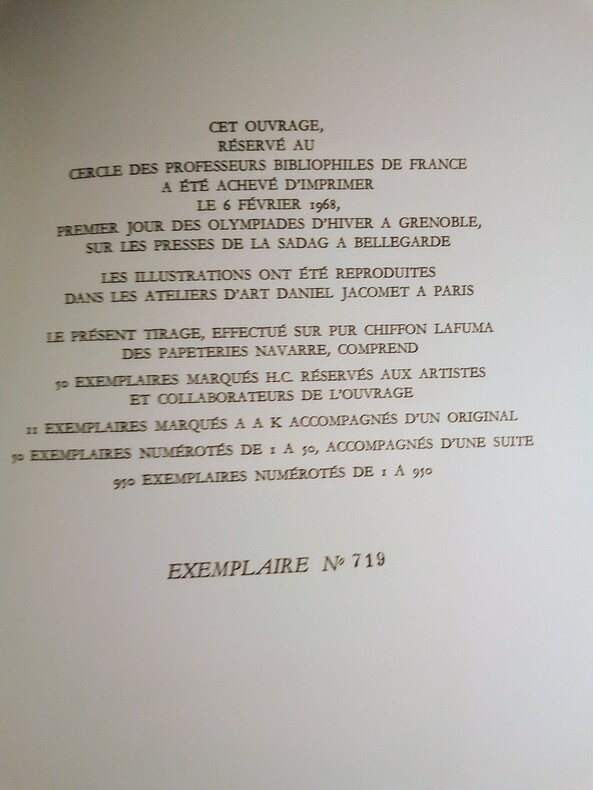 CET OUVRAGE,
RÉSERVÉ AU
CERCLE DES PROFESSEURS BIBLIOPHILES DE FRANCE
A ÉTÉ ACHEVÉ D'IMPRIMER
LE 6 FÉVRIER 1968,
PREMIER JOUR DES OLYMPIADES D'HIVER A GRENOBLE,
SUR LES PRESSES DE LA SADAG A BELLEGARDE
LES ILLUSTRATIONS ONT ÉTÉ REPRODUITES
DANS LES ATELIERS D'ART DANIEL JACOMET A PARIS
LE PRÉSENT TIRAGE, EFFECTUÉ SUR PUR CHIFFON LAFUMA
DES PAPETERIES NAVARRE, COMPREND
50 EXEMPLAIRES MARQUÉS H.C. RÉSERVÉS AUX ARTISTES
ET COLLABORATEURS DE L'OUVRAGE
11 EXEMPLAIRES MARQUÉS A A K ACCOMPAGNÉS D'UN ORIGINAL
50 EXEMPLAIRES NUMÉROTÉS DE 1 A 50, ACCOMPAGNÉS D'UNE SUITE
950 EXEMPLAIRES NUMÉROTÉS DE 1 A 950
EXEMPLAIRE Nº 719